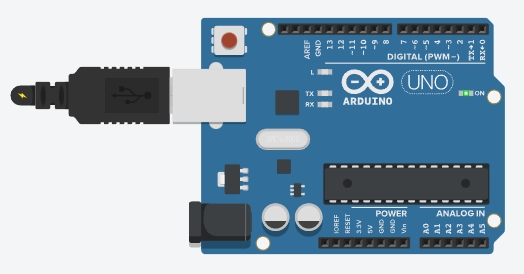 AREF
GND
13
12
~11
~10
~9
8
7
~6
~5
4
~3
2
TX→1
RX←0
DIGITAL (PWM~)
L
TX
RX
UNO
ARDUINO
ON
POWER
ANALOG IN
IOREF
RESET
3.3V
5V
GND
GND
Vin
A0
A1
A2
A3
A4
A5